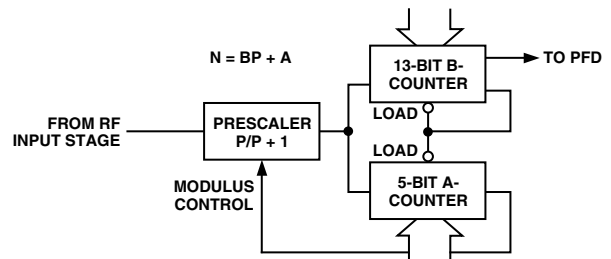 N = BP + A
13-BIT B-
COUNTER
TO PFD
LOAD
FROM RF
INPUT STAGE
PRESCALER
P/P + 1
LOAD
MODULUS
CONTROL
5-BIT A-
COUNTER